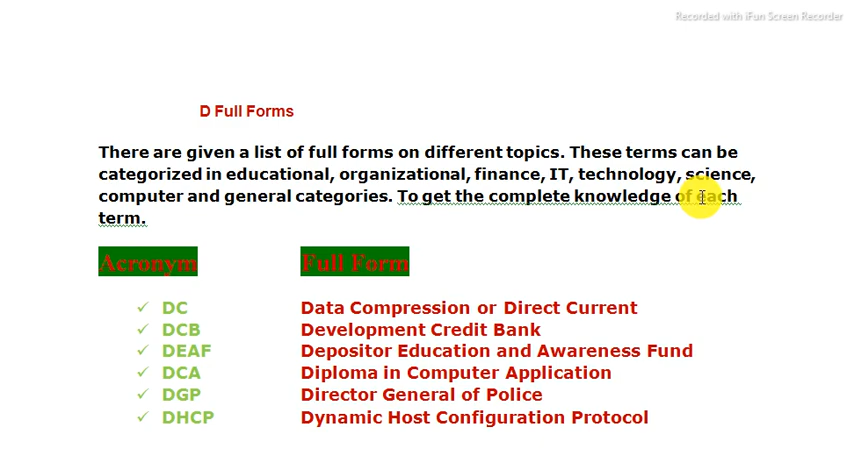 Recorded with iFun Screen Recorder
D Full Forms
There are given a list of full forms on different topics. These terms can be
categorized in educational, organizational, finance, IT, technology, science,
computer and general categories. To get the complete knowledge of each
term.
Acronym Full Form
✓ DC Data Compression or Direct Current
✓ DCB Development Credit Bank
✓ DEAF Depositor Education and Awareness Fund
✓ DCA Diploma in Computer Application
✓ DGP Director General of Police
✓ DHCP Dynamic Host Configuration Protocol